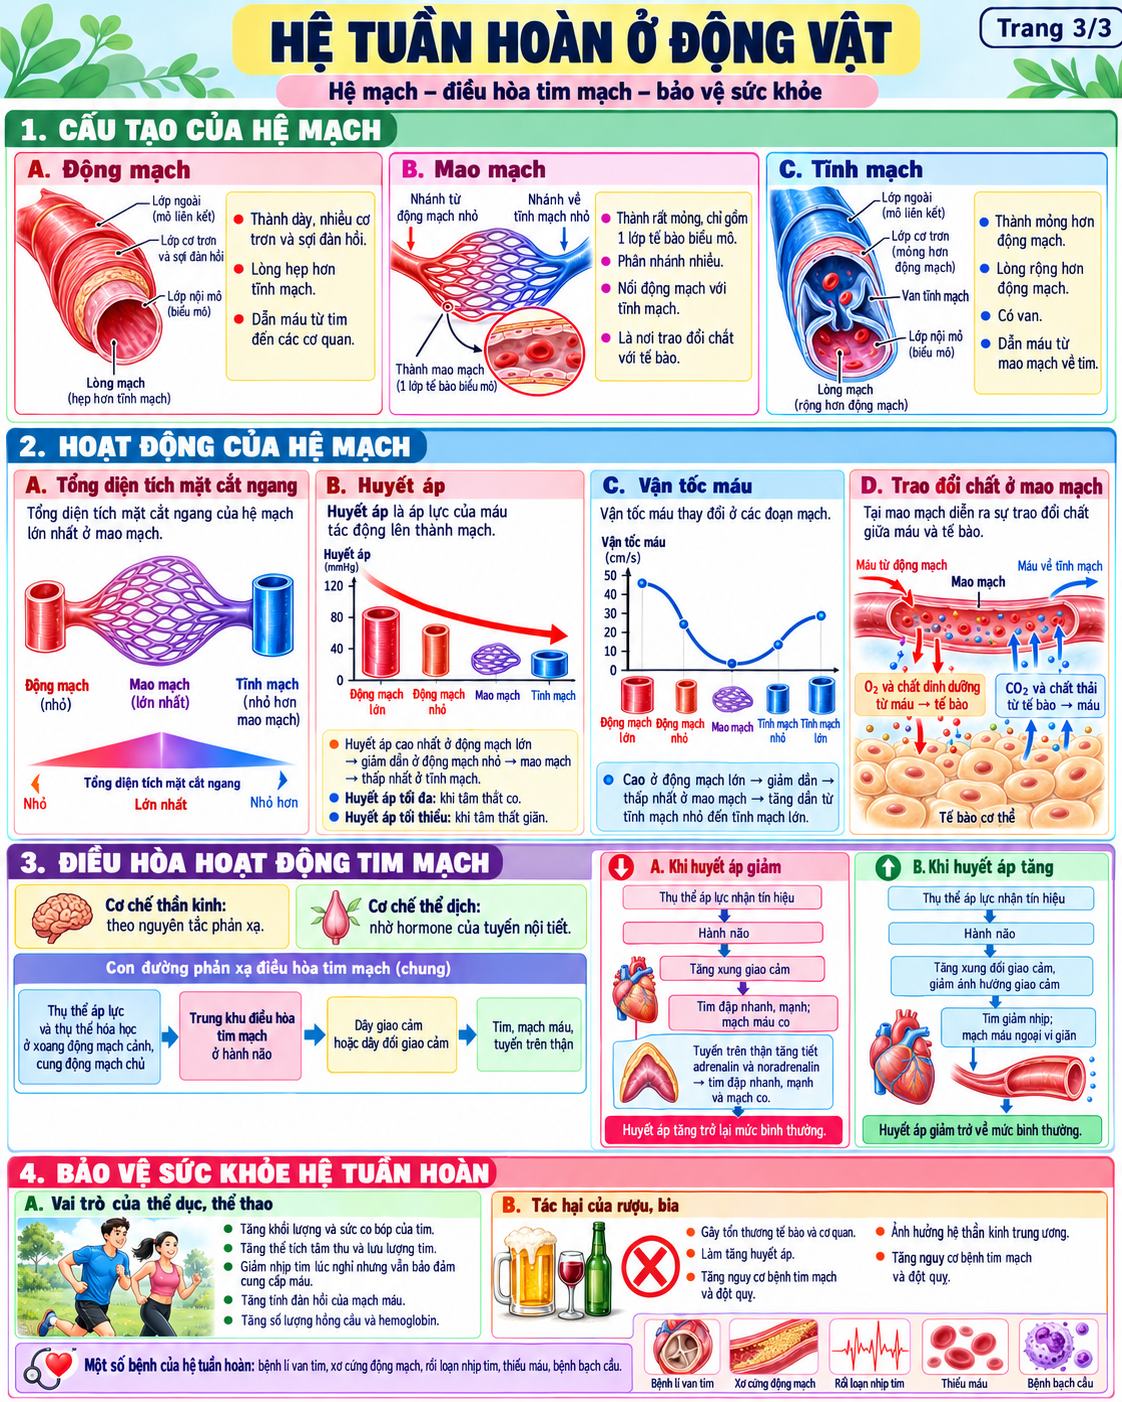 HỆ TUẦN HOÀN Ở ĐỘNG VẬT
Trang 3/3
Hệ mạch – điều hòa tim mạch – bảo vệ sức khỏe
1. CẤU TẠO CỦA HỆ MẠCH
A. Động mạch
Lớp ngoài
(mô liên kết)
Lớp cơ trơn
và sợi đàn hồi
Lớp nội mô
(biểu mô)
Lòng mạch
(hẹp hơn tĩnh mạch)
Thành dày, nhiều cơ
trơn và sợi đàn hồi.
Lòng hẹp hơn
tĩnh mạch.
Dẫn máu từ tim
đến các cơ quan.
B. Mao mạch
Nhánh từ
động mạch nhỏ
Nhánh về
tĩnh mạch nhỏ
Thành mao mạch
(1 lớp tế bào biểu mô)
Thành rất mỏng, chỉ gồm
1 lớp tế bào biểu mô.
Phân nhánh nhiều.
Nối động mạch với
tĩnh mạch.
Là nơi trao đổi chất
với tế bào.
C. Tĩnh mạch
Lớp ngoài
(mô liên kết)
Lớp cơ trơn
(mỏng hơn
động mạch)
Van tĩnh mạch
Lớp nội mô
(biểu mô)
Lòng mạch
(rộng hơn động mạch)
Thành mỏng hơn
động mạch.
Lòng rộng hơn
động mạch.
Có van.
Dẫn máu từ
mao mạch về tim.
2. HOẠT ĐỘNG CỦA HỆ MẠCH
A. Tổng diện tích mặt cắt ngang
Tổng diện tích mặt cắt ngang của hệ mạch
lớn nhất ở mao mạch.
Động mạch
(nhỏ)
Mao mạch
(lớn nhất)
Tĩnh mạch
(nhỏ hơn
mao mạch)
Tổng diện tích mặt cắt ngang
Nhỏ
Lớn nhất
Nhỏ hơn
B. Huyết áp
Huyết áp là áp lực của máu
tác động lên thành mạch.
Huyết áp
(mmHg)
120
80
40
0
Động mạch
lớn
Động mạch
nhỏ
Mao mạch
Tĩnh mạch
Huyết áp cao nhất ở động mạch lớn
→ giảm dần ở động mạch nhỏ → mao mạch
→ thấp nhất ở tĩnh mạch.
Huyết áp tối đa: khi tâm thất co.
Huyết áp tối thiểu: khi tâm thất giãn.
C. Vận tốc máu
Vận tốc máu thay đổi ở các đoạn mạch.
Vận tốc máu
(cm/s)
50
40
30
20
10
0
Động mạch
lớn
Động mạch
nhỏ
Mao mạch
Tĩnh mạch
nhỏ
Tĩnh mạch
lớn
Cao ở động mạch lớn → giảm dần →
thấp nhất ở mao mạch → tăng dần từ
tĩnh mạch nhỏ đến tĩnh mạch lớn.
D. Trao đổi chất ở mao mạch
Tại mao mạch diễn ra sự trao đổi chất
giữa máu và tế bào.
Máu từ động mạch
Mao mạch
Máu về tĩnh mạch
O₂ và chất dinh dưỡng
từ máu → tế bào
CO₂ và chất thải
từ tế bào → máu
Tế bào cơ thể
3. ĐIỀU HÒA HOẠT ĐỘNG TIM MẠCH
Cơ chế thần kinh:
theo nguyên tắc phản xạ.
Cơ chế thể dịch:
nhờ hormone của tuyến nội tiết.
Con đường phản xạ điều hòa tim mạch (chung)
Thụ thể áp lực
và thụ thể hóa học
ở xoang động mạch cảnh,
cung động mạch chủ
Trung khu điều hòa
tim mạch
ở hành não
Dây giao cảm
hoặc dây đối giao cảm
Tim, mạch máu,
tuyến trên thận
A. Khi huyết áp giảm
Thụ thể áp lực nhận tín hiệu
Hành não
Tăng xung giao cảm
Tim đập nhanh, mạnh;
mạch máu co
Tuyến trên thận tăng tiết
adrenalin và noradrenalin
→ tim đập nhanh, mạnh
và mạch co.
Huyết áp tăng trở lại mức bình thường.
B. Khi huyết áp tăng
Thụ thể áp lực nhận tín hiệu
Hành não
Tăng xung đối giao cảm,
giảm ảnh hưởng giao cảm
Tim giảm nhịp;
mạch máu ngoại vi giãn
Huyết áp giảm trở về mức bình thường.
4. BẢO VỆ SỨC KHỎE HỆ TUẦN HOÀN
A. Vai trò của thể dục, thể thao
Tăng khối lượng và sức co bóp của tim.
Tăng thể tích tâm thu và lưu lượng tim.
Giảm nhịp tim lúc nghỉ nhưng vẫn bảo đảm
cung cấp máu.
Tăng tính đàn hồi của mạch máu.
Tăng số lượng hồng cầu và hemoglobin.
B. Tác hại của rượu, bia
Gây tổn thương tế bào và cơ quan.
Làm tăng huyết áp.
Tăng nguy cơ bệnh tim mạch
và đột quỵ.
Ảnh hưởng hệ thần kinh trung ương.
Tăng nguy cơ bệnh tim mạch
và đột quỵ.
Một số bệnh của hệ tuần hoàn: bệnh lí van tim, xơ cứng động mạch, rối loạn nhịp tim, thiếu máu, bệnh bạch cầu.
Bệnh lí van tim
Xơ cứng động mạch
Rối loạn nhịp tim
Thiếu máu
Bệnh bạch cầu